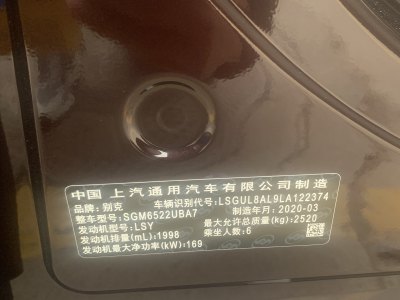 中国 上汽通用汽车有限公司制造
品牌：别克 车辆识别代号：LSGUL8AL9LA122374
整车型号：SGM6522UBA7 制造年月：2020-03
发动机型号：LSY 最大允许总质量(kg)：2520
发动机排量(mL)：1998 乘坐人数：6
发动机最大净功率(kW)：169